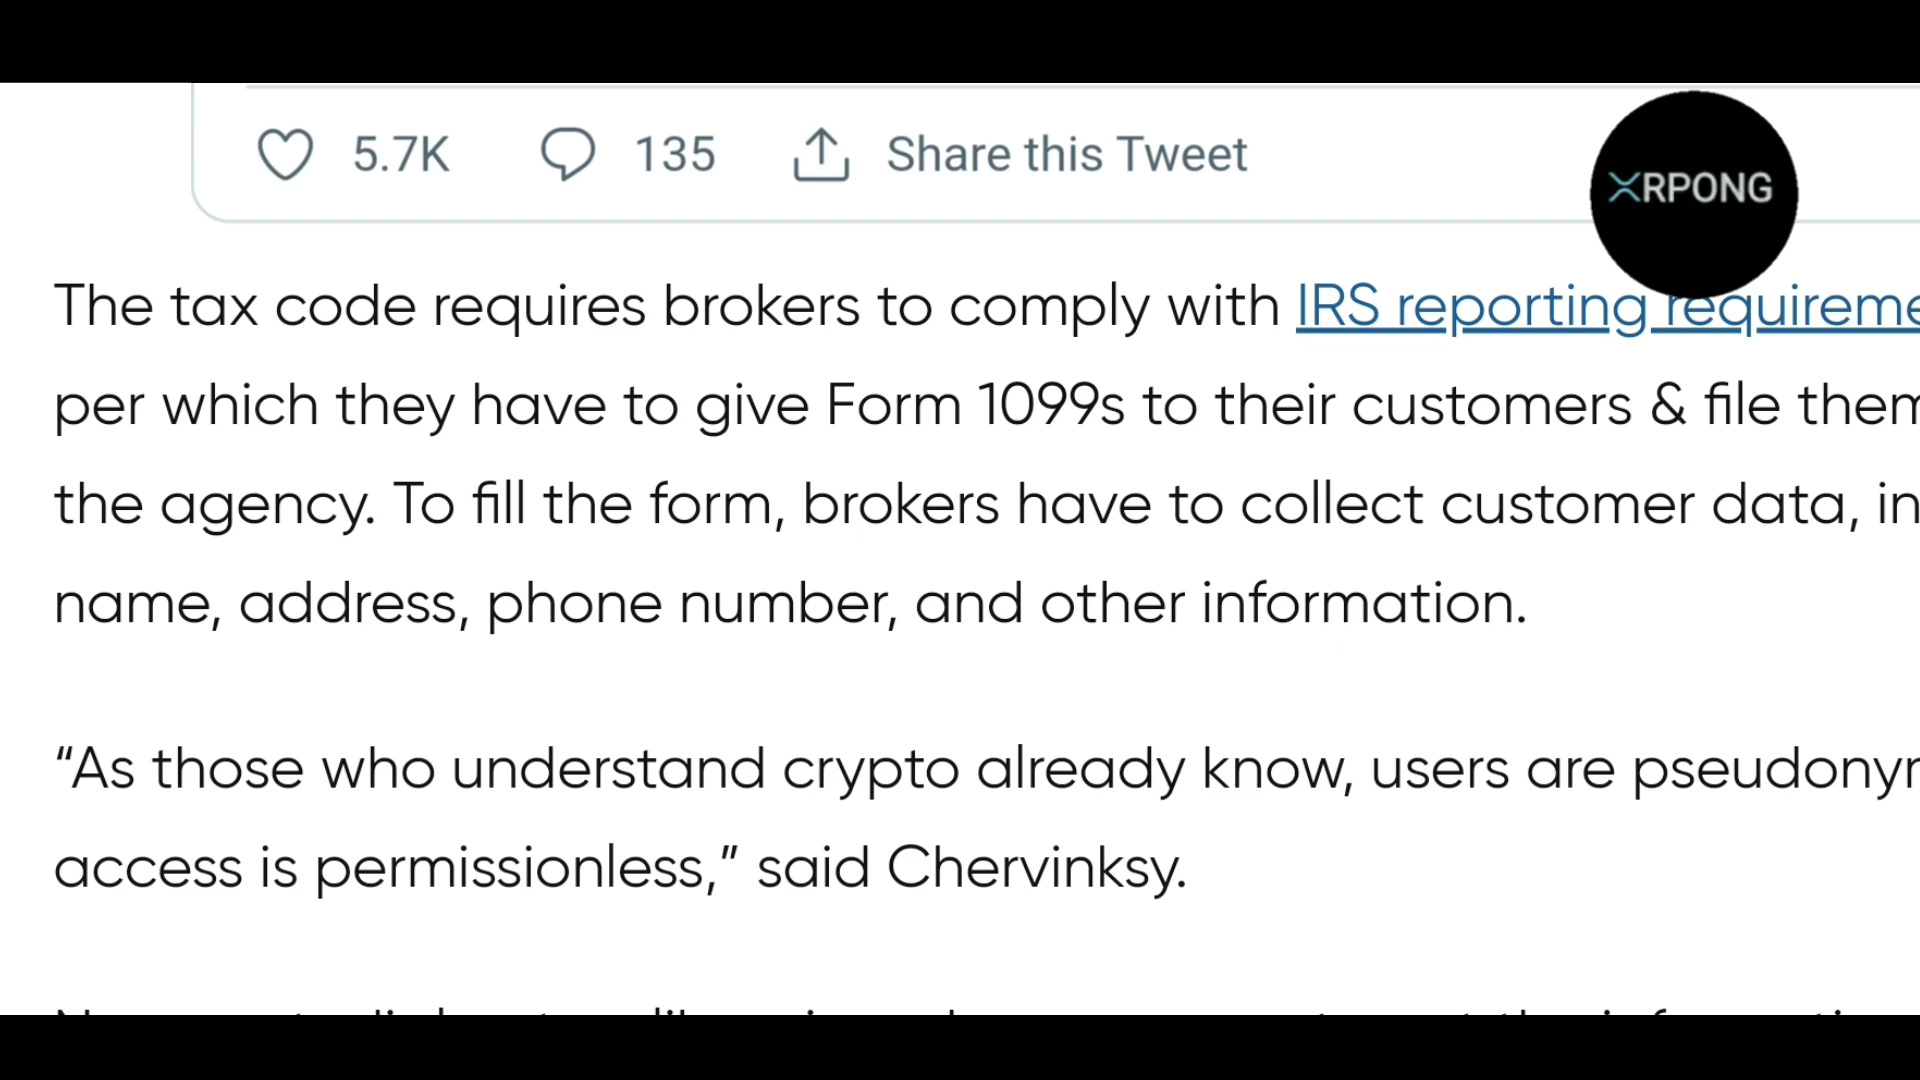 5.7K 135 Share this Tweet
XRPONG
The tax code requires brokers to comply with IRS reporting
per which they have to give Form 1099s to their customers & file
the agency. To fill the form, brokers have to collect customer data,
name, address, phone number, and other information.
“As those who understand crypto already know, users are
access is permissionless,” said Chervinksy.